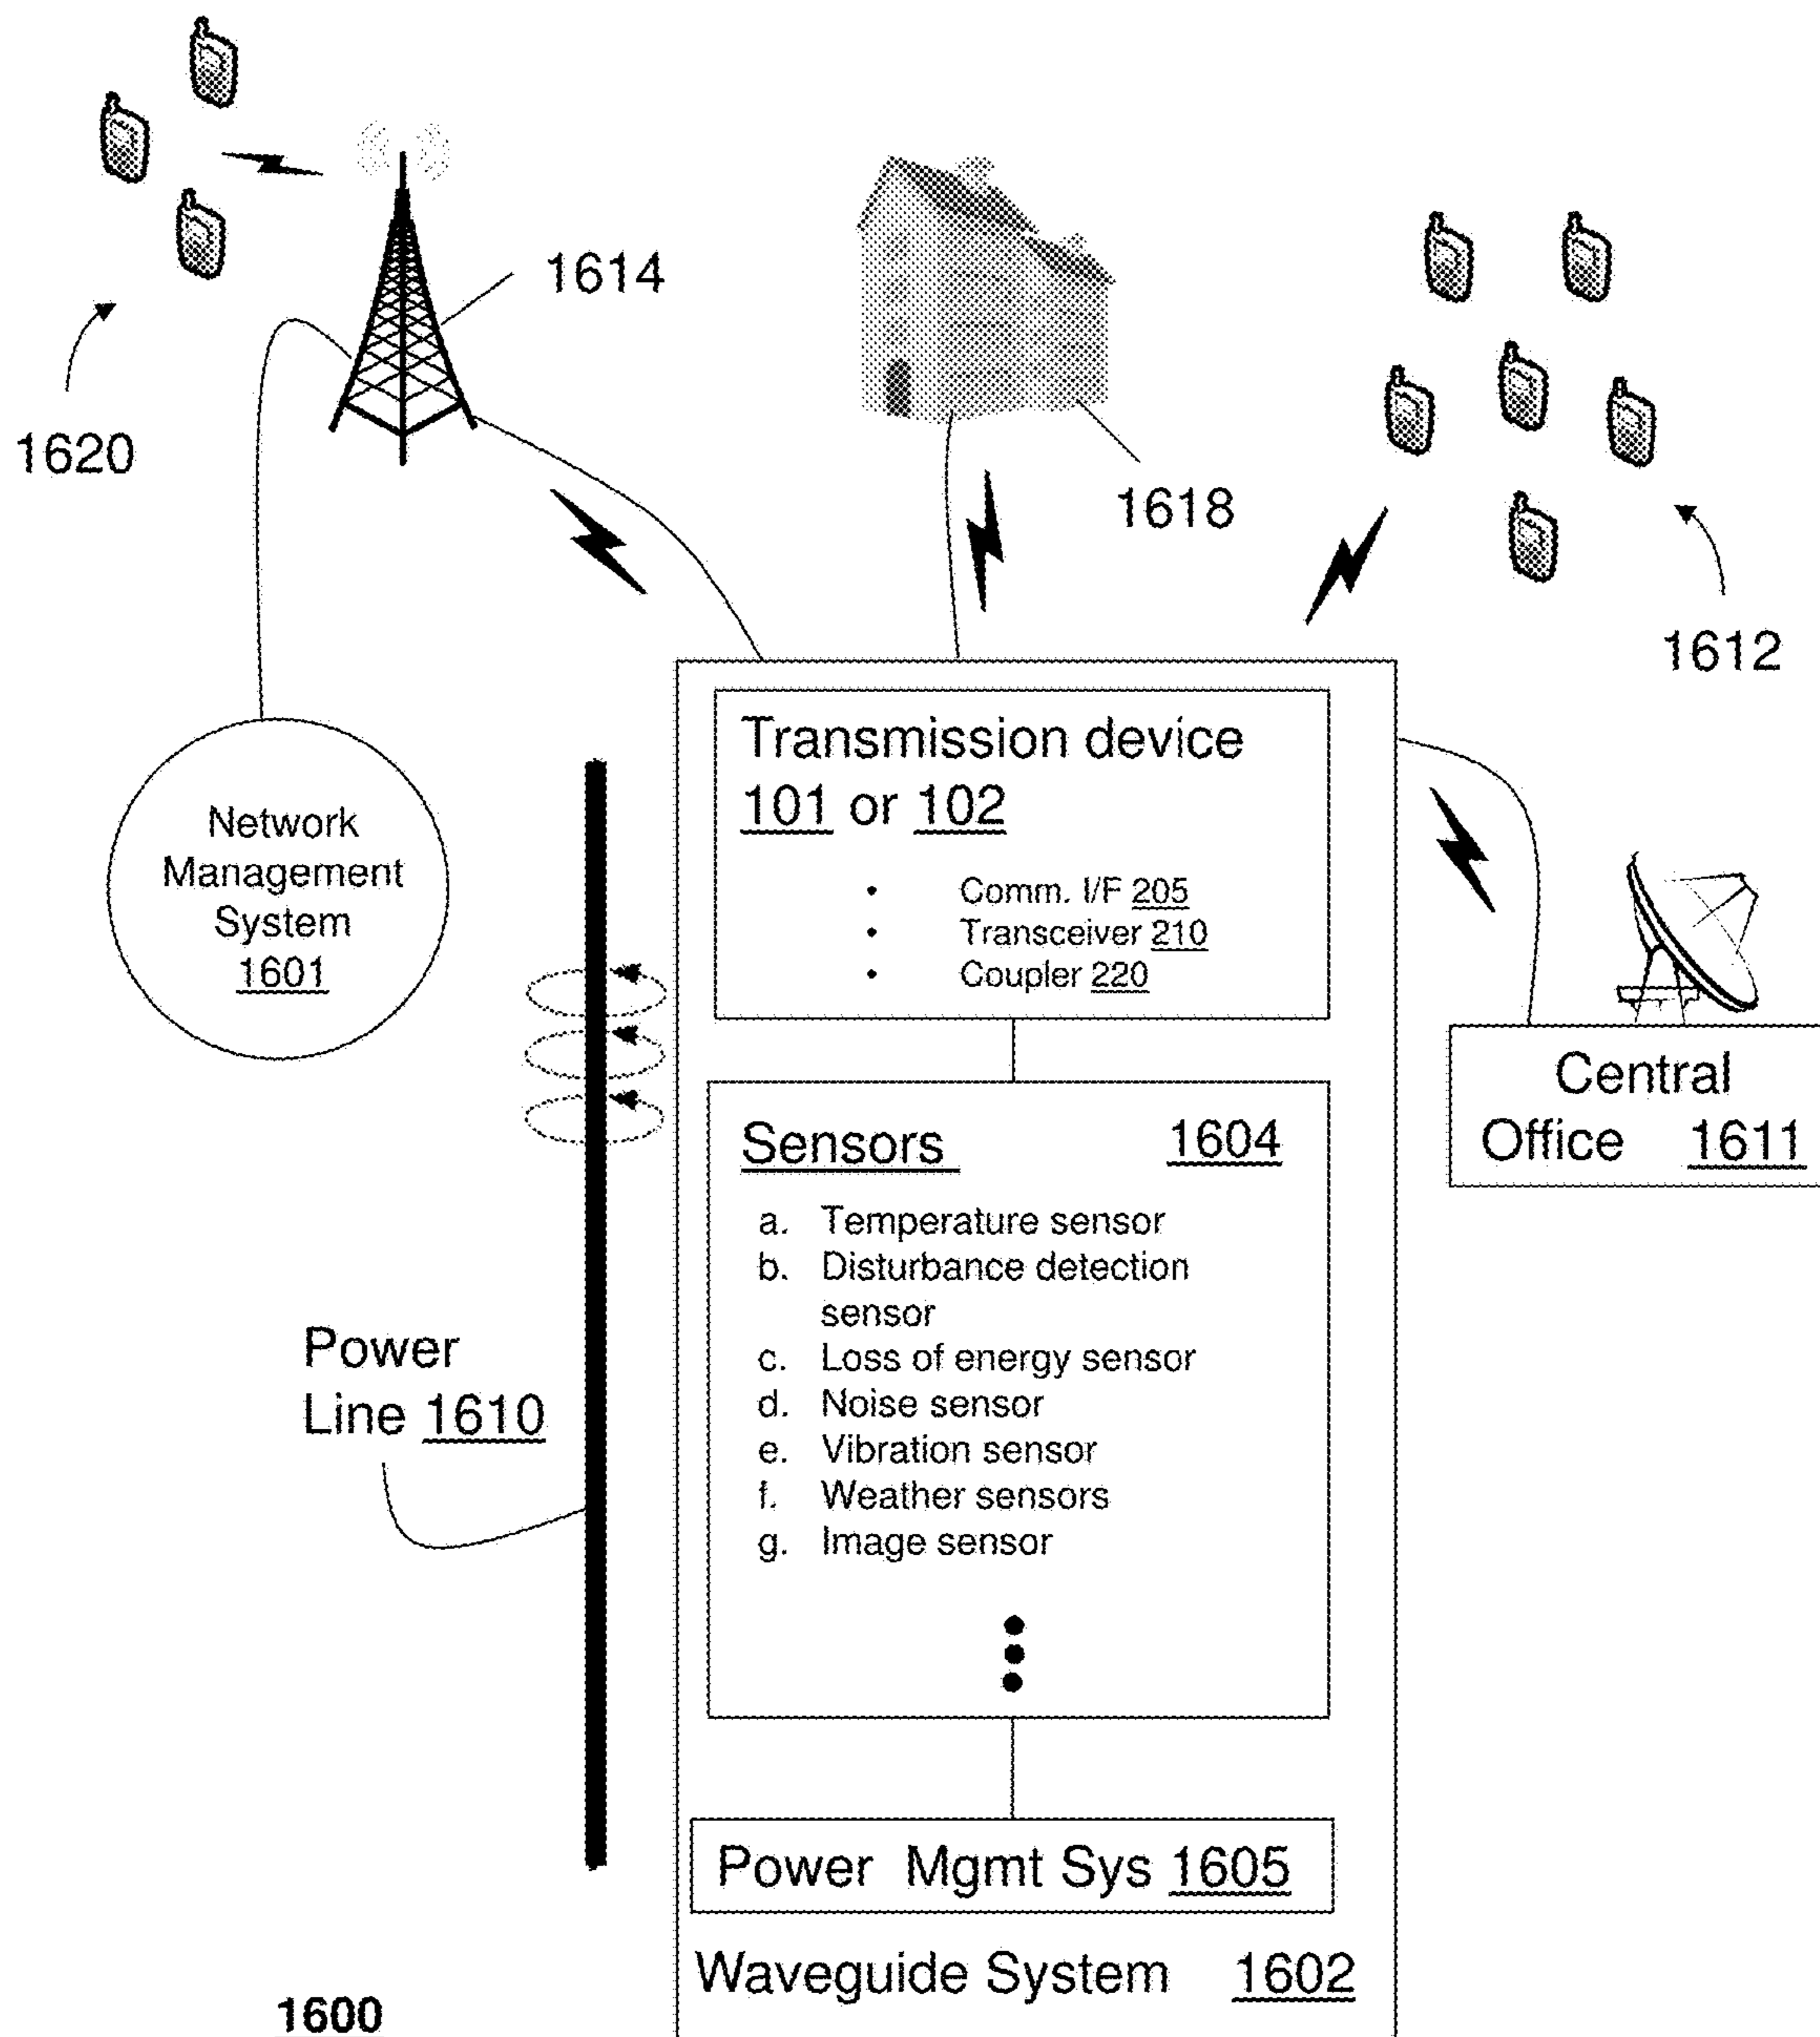 1614
1620
1618
1612
Transmission device
101 or 102
• Comm. I/F 205
• Transceiver 210
• Coupler 220
Network
Management
System
1601
Central
Office 1611
Sensors 1604
a. Temperature sensor
b. Disturbance detection
sensor
c. Loss of energy sensor
d. Noise sensor
e. Vibration sensor
f. Weather sensors
g. Image sensor
Power
Line 1610
Power Mgmt Sys 1605
Waveguide System 1602
1600